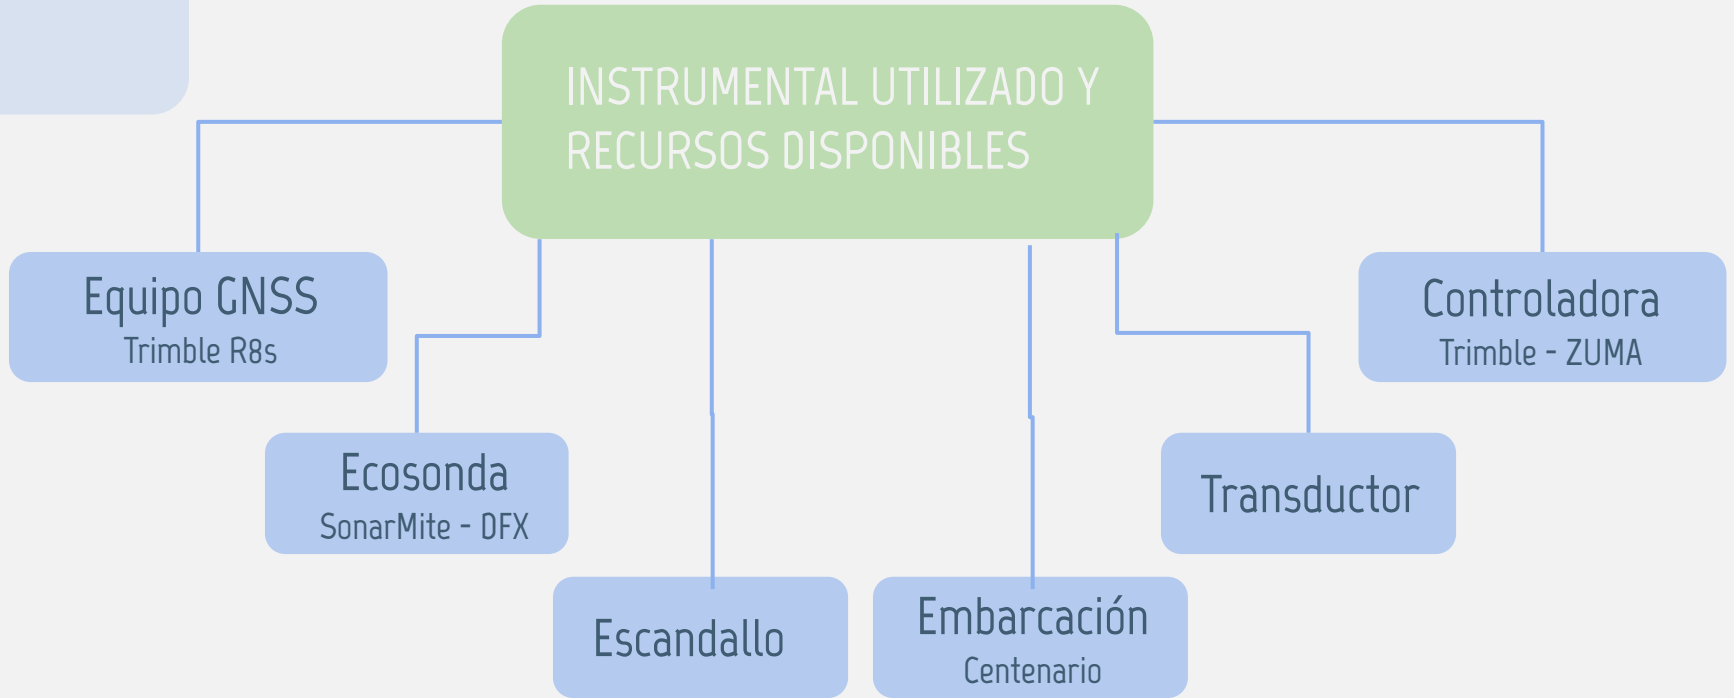 INSTRUMENTAL UTILIZADO Y
RECURSOS DISPONIBLES
Equipo GNSS
Trimble R8s
Controladora
Trimble - ZUMA
Ecosonda
SonarMite - DFX
Transductor
Escandallo
Embarcación
Centenario